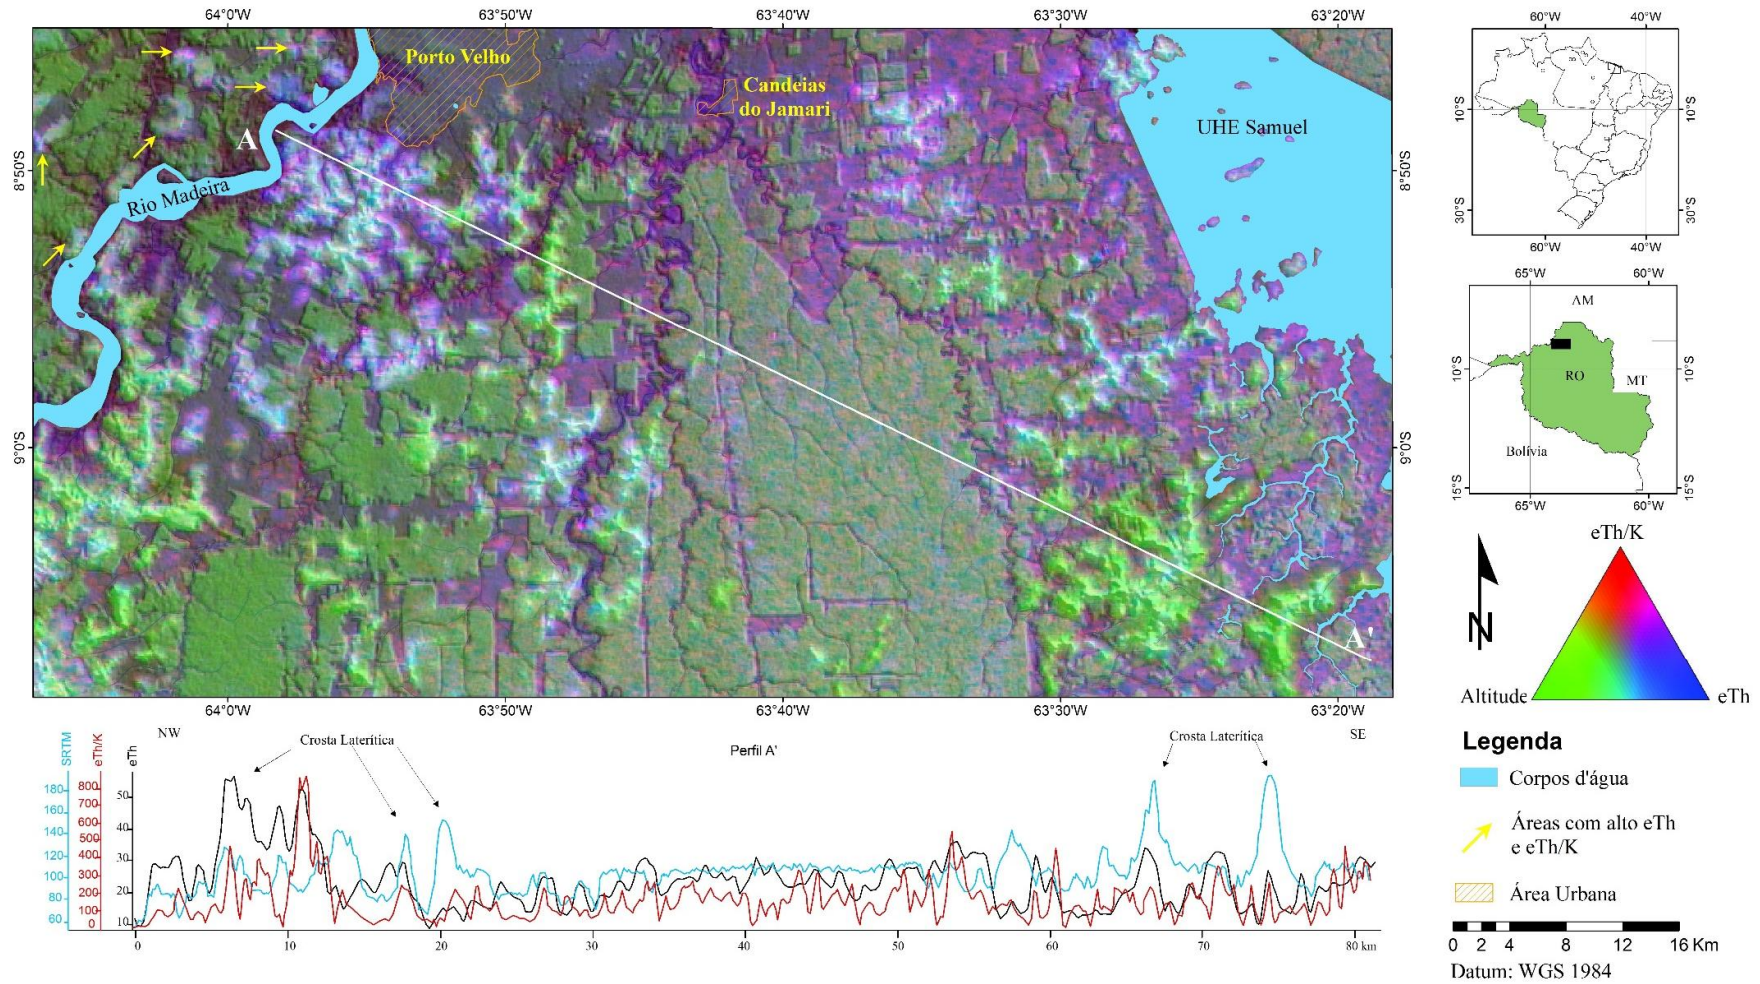 64°0'W
63°50'W
63°40'W
63°30'W
63°20'W
60°W
40°W
Porto Velho
Candeias
do Jamari
UHE Samuel
A
Rio Madeira
8°50'S
8°50'S
9°0'S
9°0'S
A'
64°0'W
63°50'W
63°40'W
63°30'W
63°20'W
10°S
10°S
30°S
30°S
60°W
40°W
65°W
60°W
AM
RO
MT
Bolívia
10°S
10°S
15°S
15°S
65°W
60°W
N
eTh/K
Altitude
eTh
Legenda
Corpos d'água
Áreas com alto eTh
e eTh/K
Área Urbana
0 2 4 8 12 16 Km
Datum: WGS 1984
NW
Crosta Laterítica
Perfil A'
Crosta Laterítica
SE
SRTM
eTh/K
eTh
180
160
140
120
100
80
60
800
700
600
500
400
300
200
100
0
50
40
30
20
10
0 10 20 30 40 50 60 70 80 km